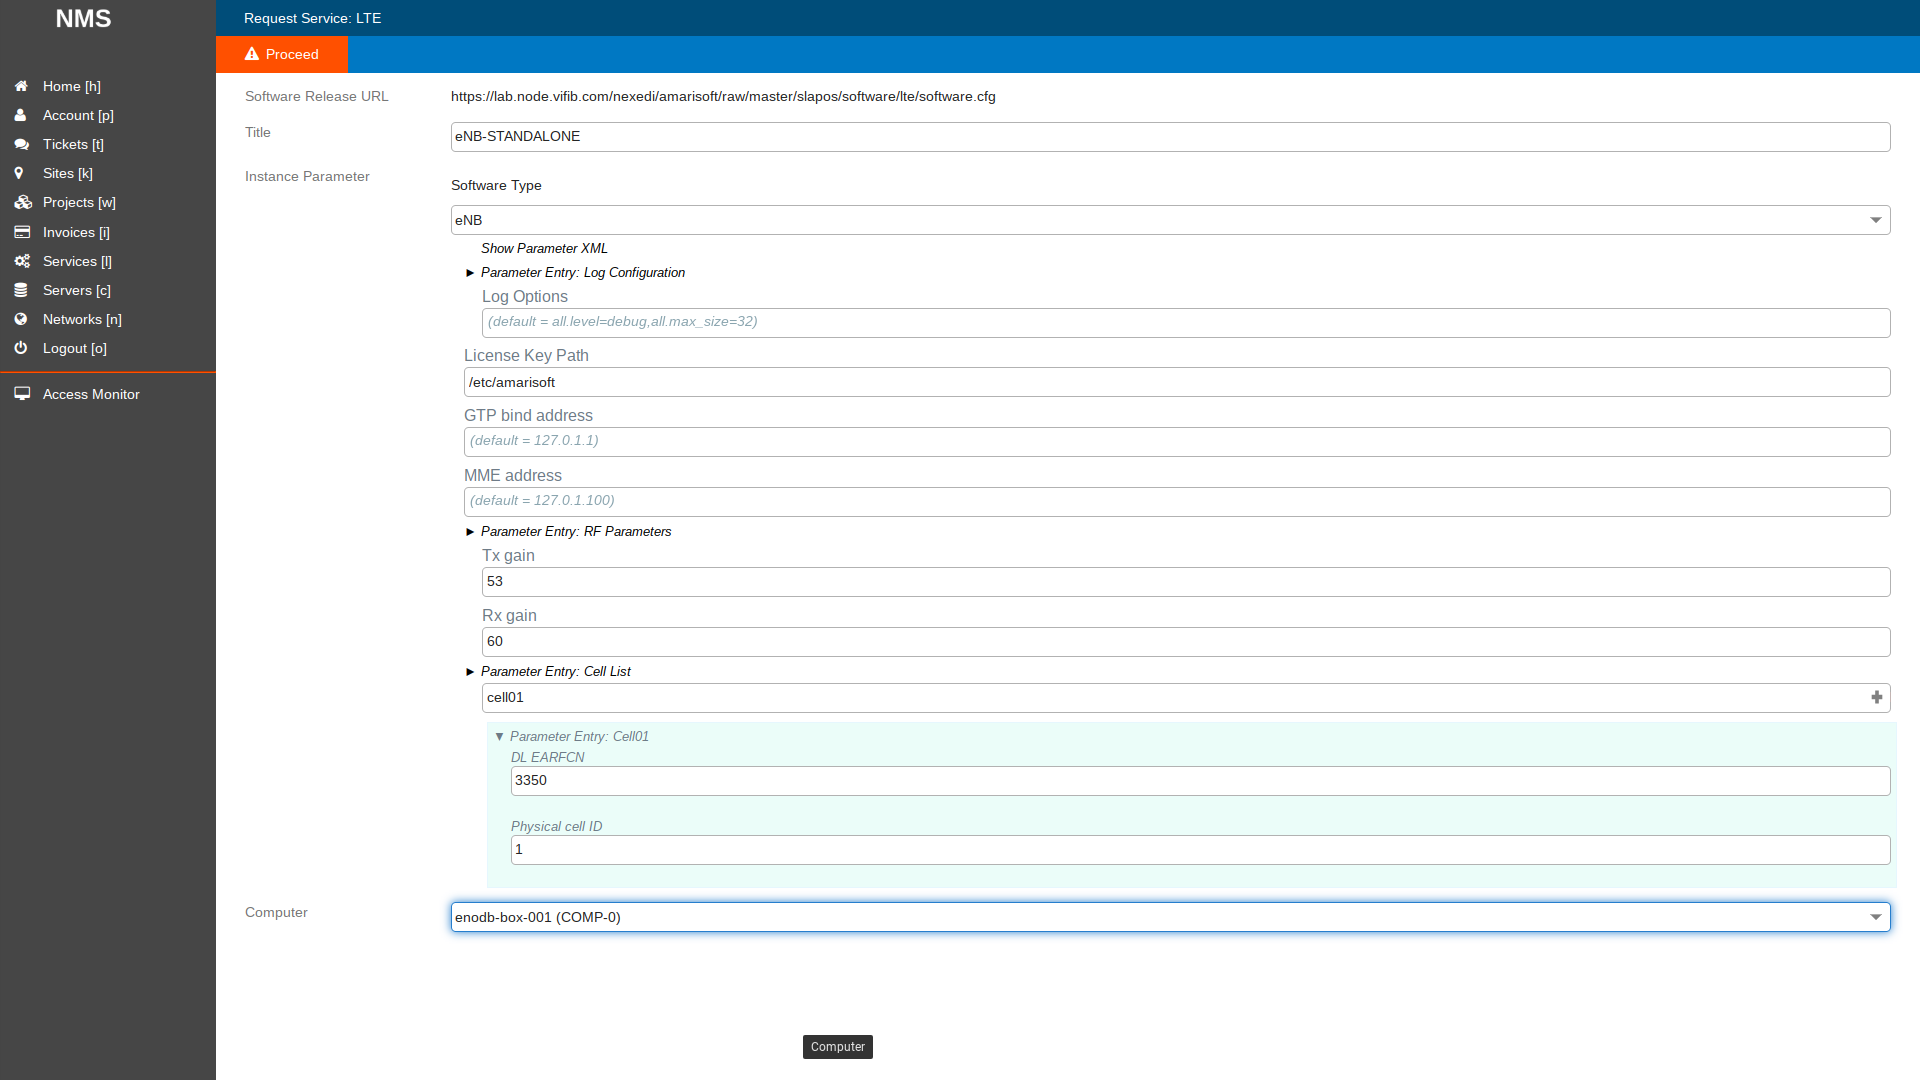 NMS
Request Service: LTE
Proceed
Home [h]
Account [p]
Tickets [t]
Sites [k]
Projects [w]
Invoices [i]
Services [l]
Servers [c]
Networks [n]
Logout [o]
Access Monitor
Software Release URL
https://lab.node.vifib.com/nexedi/amarisoft/raw/master/slapos/software/lte/software.cfg
Title
eNB-STANDALONE
Instance Parameter
Software Type
eNB
Show Parameter XML
► Parameter Entry: Log Configuration
Log Options
(default = all.level=debug,all.max_size=32)
License Key Path
/etc/amarisoft
GTP bind address
(default = 127.0.1.1)
MME address
(default = 127.0.1.100)
► Parameter Entry: RF Parameters
Tx gain
53
Rx gain
60
► Parameter Entry: Cell List
cell01
▼ Parameter Entry: Cell01
DL EARFCN
3350
Physical cell ID
1
Computer
enodb-box-001 (COMP-0)
Computer